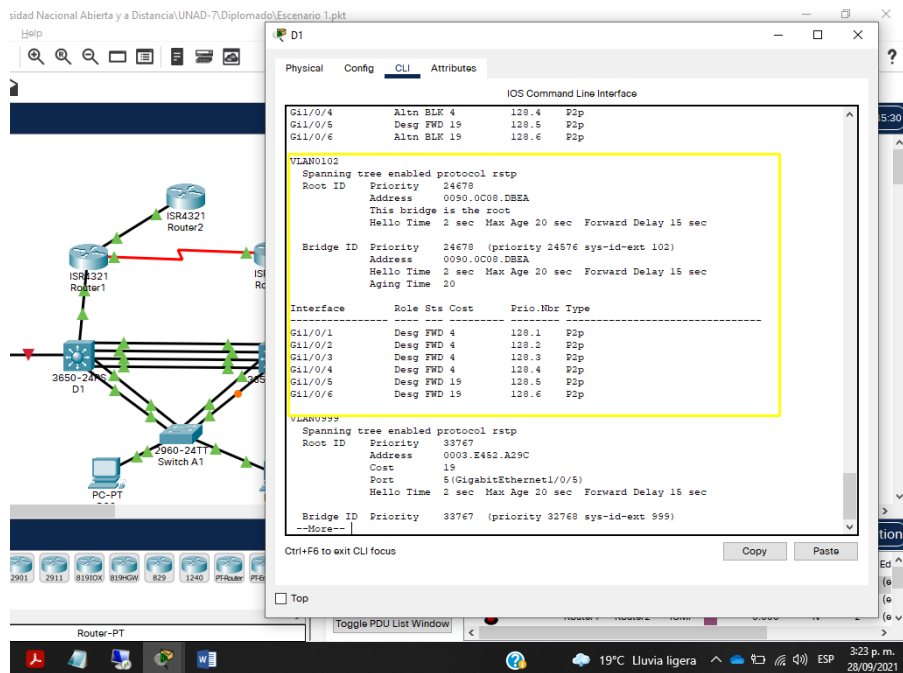 sidad Nacional Abierta y a Distancia\UNAD-7\Diplomado\Escenario 1.pkt
Help
D1
Physical Config CLI Attributes
IOS Command Line Interface
Gi1/0/4 Altn BLK 4 128.4 P2p
Gi1/0/5 Desg FWD 19 128.5 P2p
Gi1/0/6 Altn BLK 19 128.6 P2p
VLAN0102
Spanning tree enabled protocol rstp
Root ID Priority 24678
Address 0090.0C08.DBEA
This bridge is the root
Hello Time 2 sec Max Age 20 sec Forward Delay 15 sec
Bridge ID Priority 24678 (priority 24576 sys-id-ext 102)
Address 0090.0C08.DBEA
Hello Time 2 sec Max Age 20 sec Forward Delay 15 sec
Aging Time 20
Interface Role Sts Cost Prio.Nbr Type
---------------- ---- --- --------- -------- --------------------------------
Gi1/0/1 Desg FWD 4 128.1 P2p
Gi1/0/2 Desg FWD 4 128.2 P2p
Gi1/0/3 Desg FWD 4 128.3 P2p
Gi1/0/4 Desg FWD 4 128.4 P2p
Gi1/0/5 Desg FWD 19 128.5 P2p
Gi1/0/6 Desg FWD 19 128.6 P2p
VLAN0999
Spanning tree enabled protocol rstp
Root ID Priority 33767
Address 0003.E452.A29C
Cost 19
Port 5(GigabitEthernet1/0/5)
Hello Time 2 sec Max Age 20 sec Forward Delay 15 sec
Bridge ID Priority 33767 (priority 32768 sys-id-ext 999)
--More--
Ctrl+F6 to exit CLI focus
Copy Paste
Top
?
15:30
ISR4321
Router2
ISR4321
Router1
3650-24PS
D1
2960-24TT
Switch A1
PC-PT
2901 2911 819IOX 819HGW 829 1240 PT-Router
Router-PT
Toggle PDU List Window
19°C Lluvia ligera
ESP
3:23 p. m.
28/09/2021